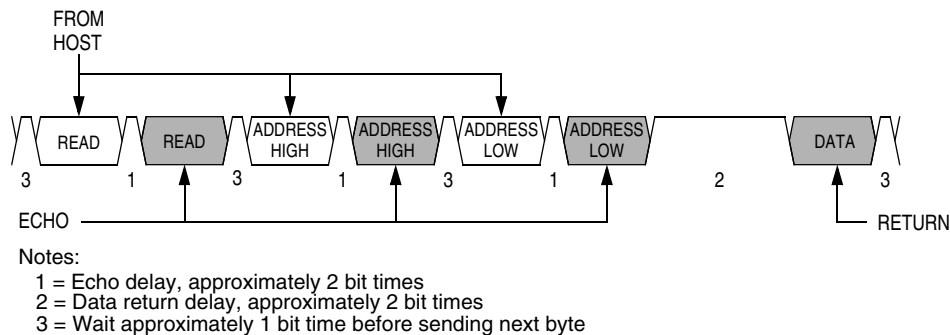 FROM
HOST
READ
READ
ADDRESS
HIGH
ADDRESS
HIGH
ADDRESS
LOW
ADDRESS
LOW
DATA
3
1
3
1
3
1
2
3
ECHO
RETURN
Notes:
1 = Echo delay, approximately 2 bit times
2 = Data return delay, approximately 2 bit times
3 = Wait approximately 1 bit time before sending next byte